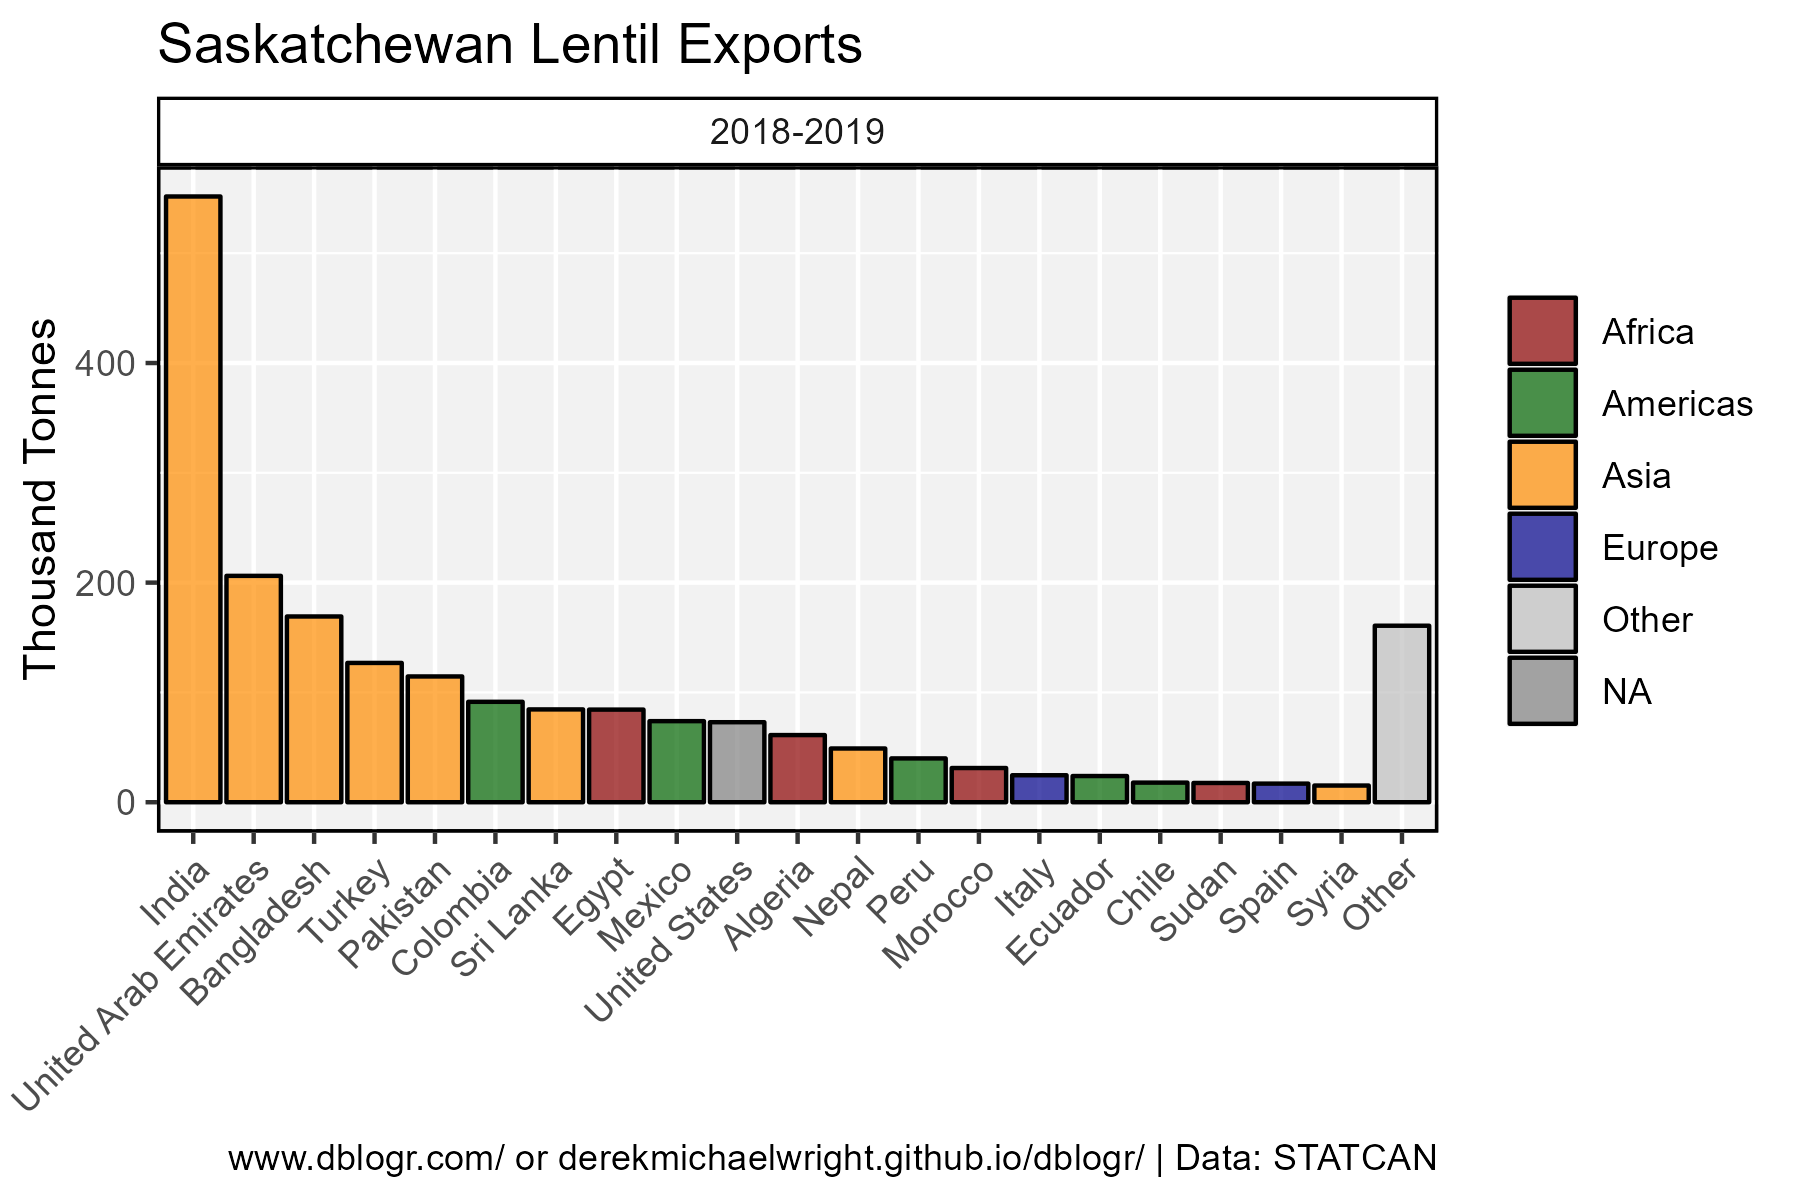 Saskatchewan Lentil Exports
2018-2019
Thousand Tonnes
400
200
0
India
United Arab Emirates
Bangladesh
Turkey
Pakistan
Colombia
Sri Lanka
Egypt
Mexico
United States
Algeria
Nepal
Peru
Morocco
Italy
Ecuador
Chile
Sudan
Spain
Syria
Other
Africa
Americas
Asia
Europe
Other
NA
www.dblogr.com/ or derekmichaelwright.github.io/dblogr/ | Data: STATCAN